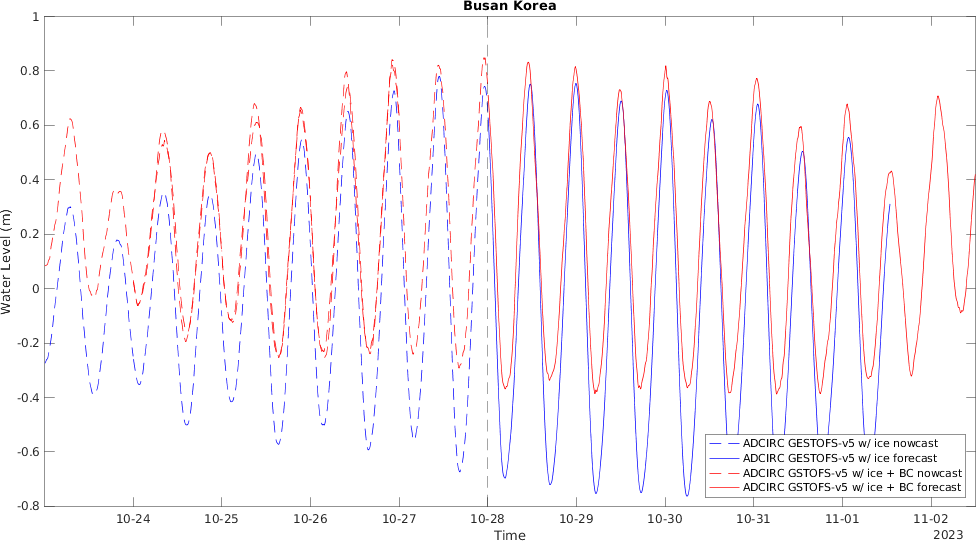 Busan Korea
1
0.8
0.6
0.4
0.2
0
-0.2
-0.4
-0.6
-0.8
Water Level (m)
ADCIRC GESTOFS-v5 w/ ice nowcast
ADCIRC GESTOFS-v5 w/ ice forecast
ADCIRC GSTOFS-v5 w/ ice + BC nowcast
ADCIRC GSTOFS-v5 w/ ice + BC forecast
10-24 10-25 10-26 10-27 10-28 10-29 10-30 10-31 11-01 11-02
Time
2023